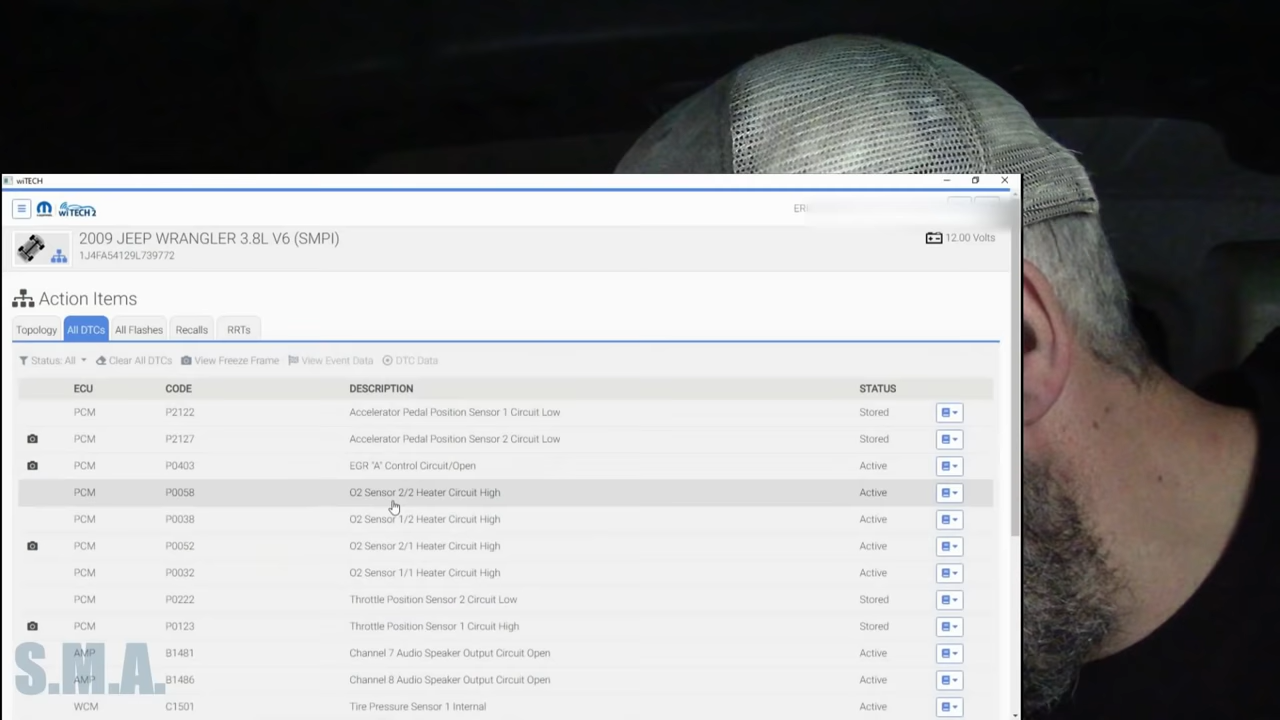 wiTECH
wiTECH 2
2009 JEEP WRANGLER 3.8L V6 (SMPI)
1J4FA54129L739772
12.00 Volts
Action Items
Topology All DTCs All Flashes Recalls RRTs
Status: All Clear All DTCs View Freeze Frame View Event Data DTC Data
ECU CODE DESCRIPTION STATUS
PCM P2122 Accelerator Pedal Position Sensor 1 Circuit Low Stored
PCM P2127 Accelerator Pedal Position Sensor 2 Circuit Low Stored
PCM P0403 EGR "A" Control Circuit/Open Active
PCM P0058 O2 Sensor 2/2 Heater Circuit High Active
PCM P0038 O2 Sensor 1/2 Heater Circuit High Active
PCM P0052 O2 Sensor 2/1 Heater Circuit High Active
PCM P0032 O2 Sensor 1/1 Heater Circuit High Active
PCM P0222 Throttle Position Sensor 2 Circuit Low Stored
PCM P0123 Throttle Position Sensor 1 Circuit High Stored
AMP B1481 Channel 7 Audio Speaker Output Circuit Open Active
AMP B1486 Channel 8 Audio Speaker Output Circuit Open Active
WCM C1501 Tire Pressure Sensor 1 Internal Active
S.M.A.